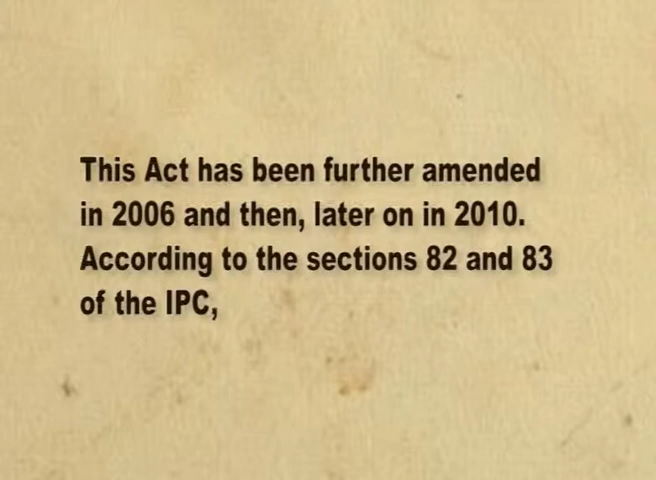 This Act has been further amended
in 2006 and then, later on in 2010.
According to the sections 82 and 83
of the IPC,